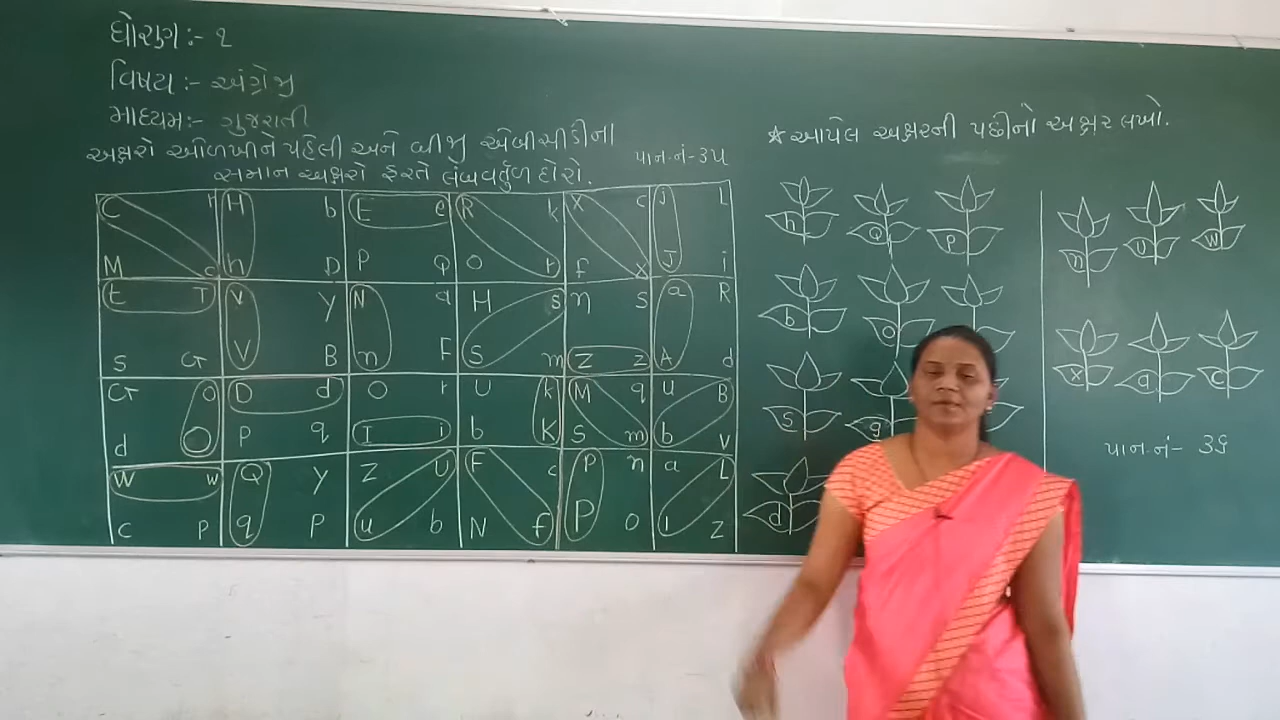 ધોરણ:- ૧
વિષય:- અંગ્રેજી
માધ્યમ:- ગુજરાતી
અક્ષરો ઓળખીને પહેલી અને બીજી એબીસીડીના
સમાન અક્ષરો ફરતે લંબવર્તુળ દોરો.
પાન.નં-૩૫
C r H b E e R k X c j L
M c h D P Q O r f x J i
t T v y N a H s n s a R
S G V B n F S m Z z A d
G o D d O r U k M q u B
d O p q I i b K S m b v
W w Q y Z U F c P n a L
C P q P u b N f P O l Z
★ આપેલ અક્ષરની પછીનો અક્ષર લખો.
h Q P
b O
S g
d
n U W
x q C
પાન.નં- ૩૬